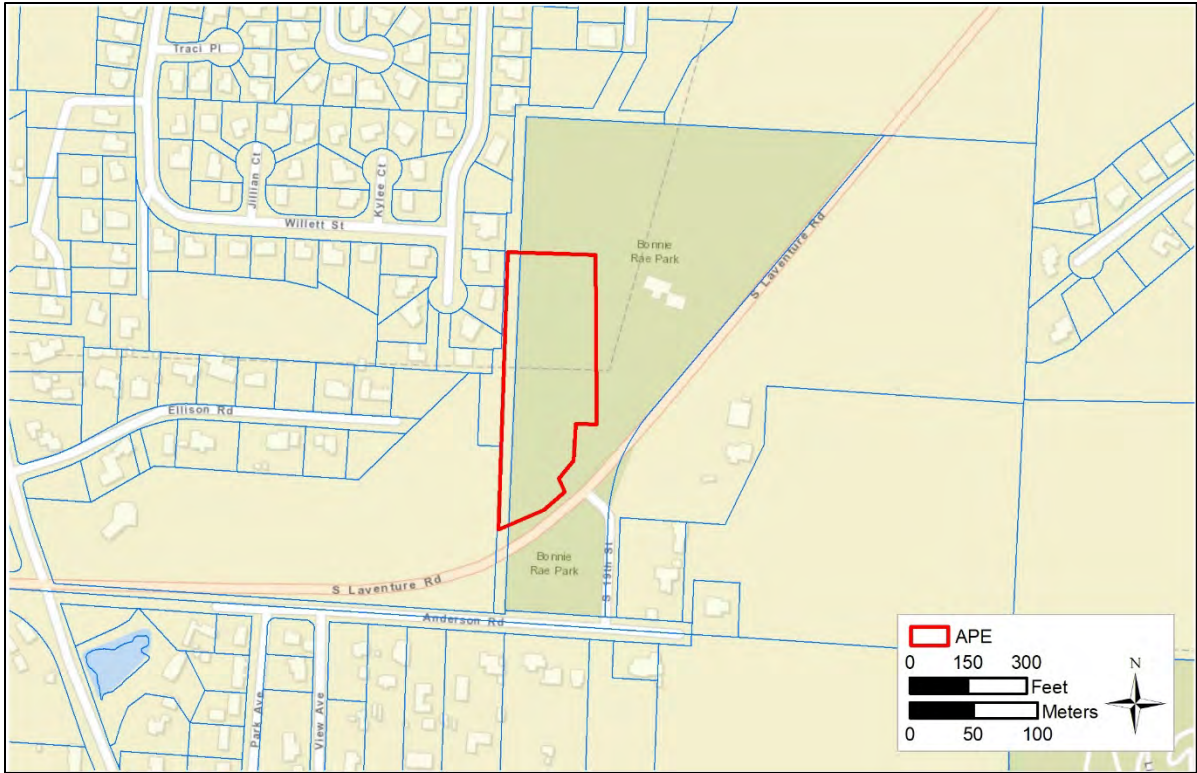 Traci Pl
Jillian Ct
Kylee Ct
Willett St
Bonnie
Rae Park
S Laventure Rd
Ellison Rd
Bonnie
Rae Park
S 19th St
S Laventure Rd
Anderson Rd
Park Ave
View Ave
APE
0 150 300
Feet
Meters
0 50 100
N